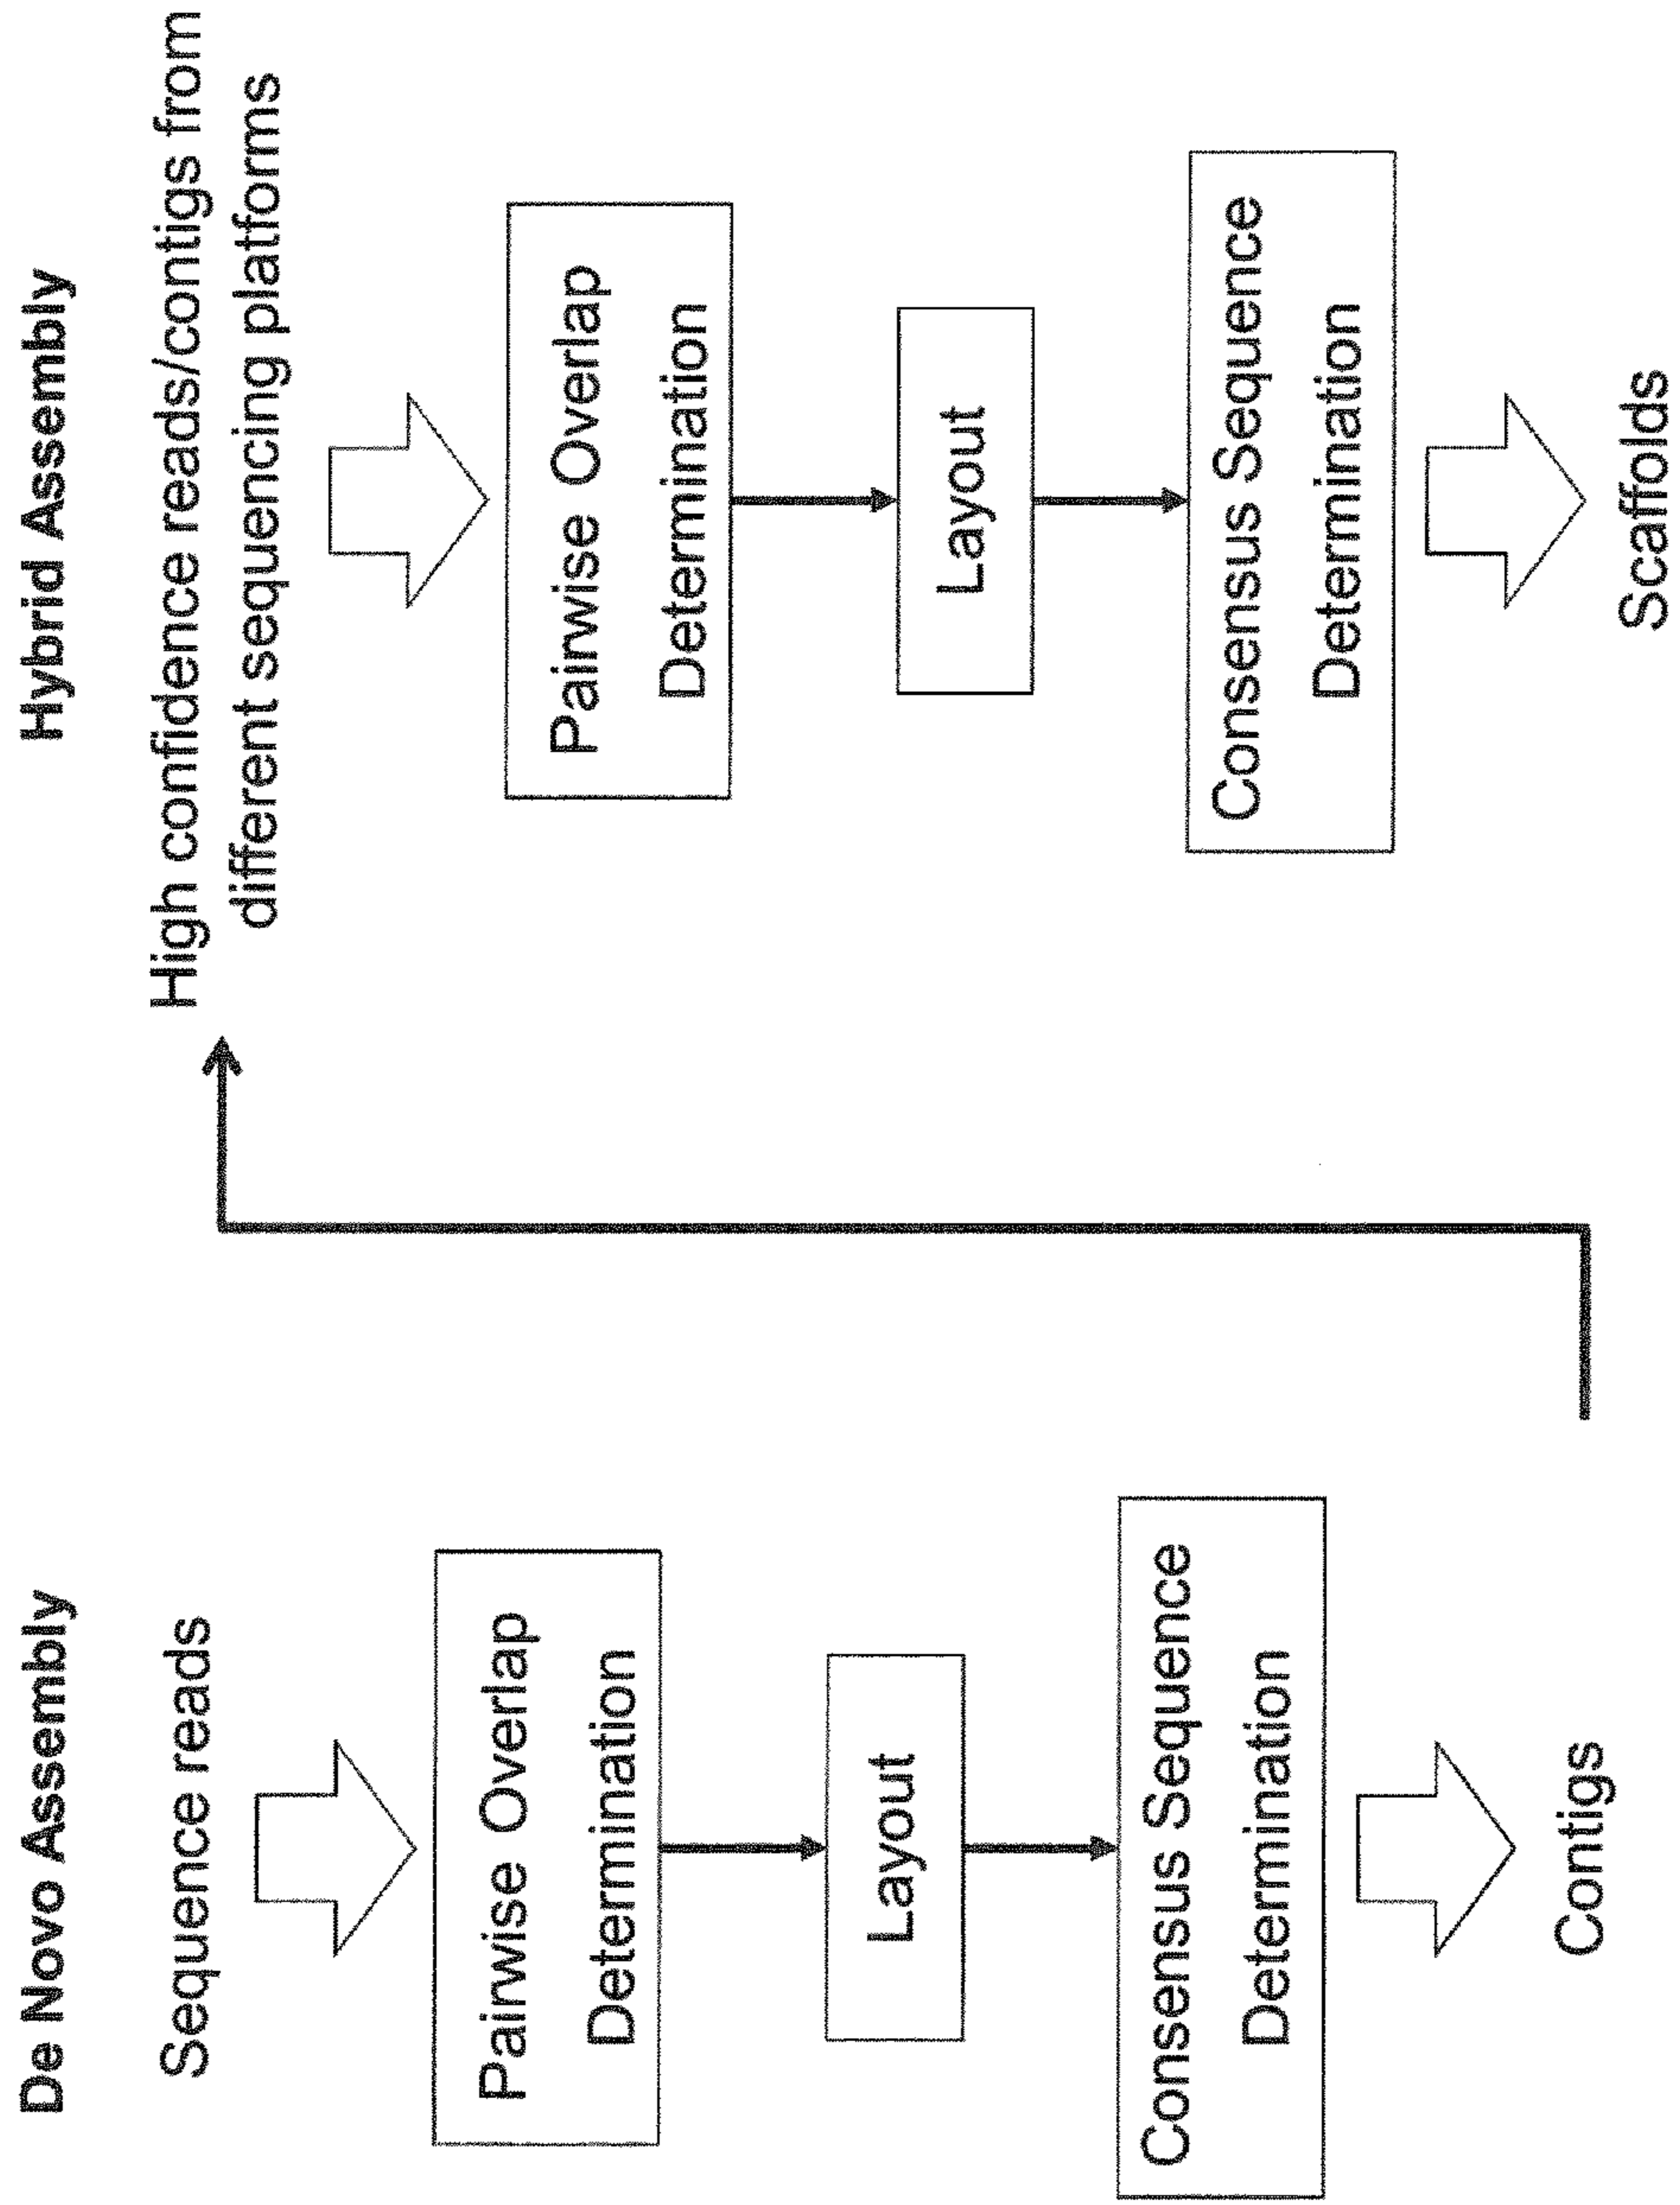 De Novo Assembly
Sequence reads
Pairwise Overlap
Determination
Layout
Consensus Sequence
Determination
Contigs
Hybrid Assembly
High confidence reads/contigs from
different sequencing platforms
Pairwise Overlap
Determination
Layout
Consensus Sequence
Determination
Scaffolds